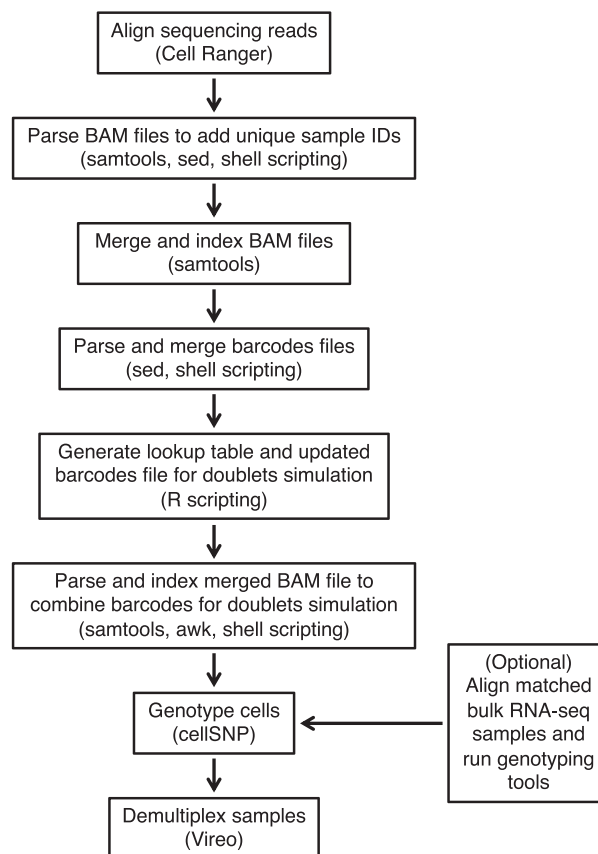 Align sequencing reads
(Cell Ranger)
Parse BAM files to add unique sample IDs
(samtools, sed, shell scripting)
Merge and index BAM files
(samtools)
Parse and merge barcodes files
(sed, shell scripting)
Generate lookup table and updated
barcodes file for doublets simulation
(R scripting)
Parse and index merged BAM file to
combine barcodes for doublets simulation
(samtools, awk, shell scripting)
Genotype cells
(cellSNP)
(Optional)
Align matched
bulk RNA-seq
samples and
run genotyping
tools
Demultiplex samples
(Vireo)